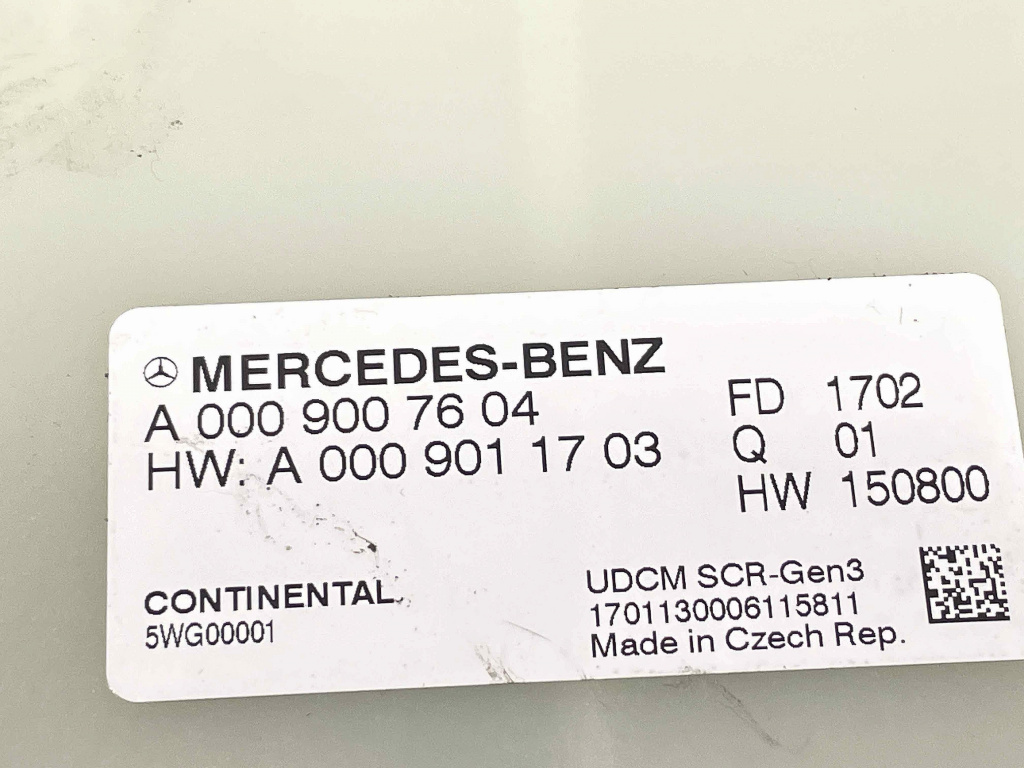 MERCEDES-BENZ
A 000 900 76 04
HW: A 000 901 17 03
FD 1702
Q 01
HW 150800
CONTINENTAL
5WG00001
UDCM SCR-Gen3
1701130006115811
Made in Czech Rep.